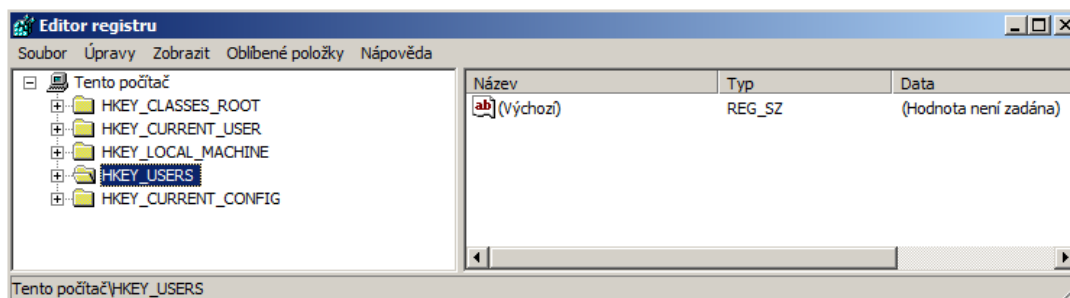 Editor registru
Soubor Úpravy Zobrazit Oblíbené položky Nápověda
Tento počítač
HKEY_CLASSES_ROOT
HKEY_CURRENT_USER
HKEY_LOCAL_MACHINE
HKEY_USERS
HKEY_CURRENT_CONFIG
Název Typ Data
ab (Výchozí) REG_SZ (Hodnota není zadána)
Tento počítač\HKEY_USERS